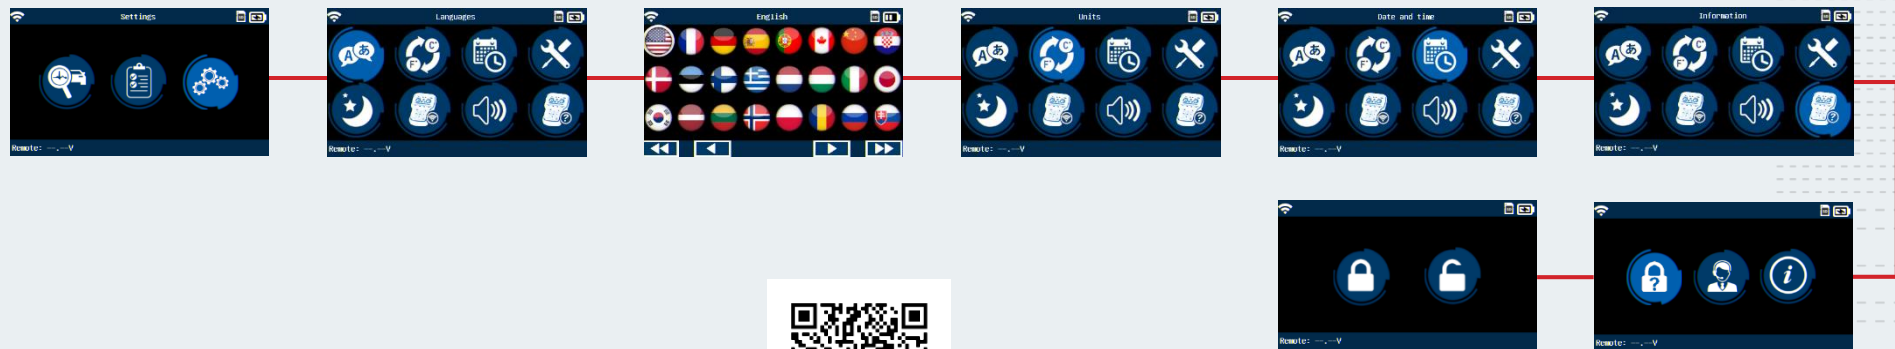 Settings
Remote: --.--V
Languages
Remote: --.--V
English
Units
Remote: --.--V
Date and time
Remote: --.--V
Information
Remote: --.--V
Remote: --.--V
Remote: --.--V